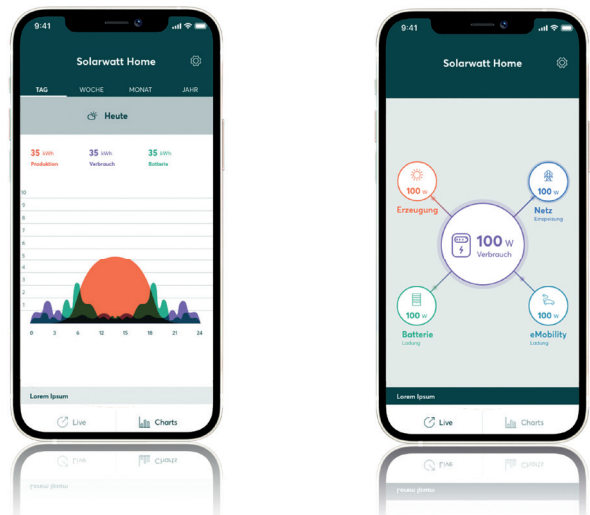 9:41
Solarwatt Home
TAG WOCHE MONAT JAHR
Heute
35 kWh 35 kWh 35 kWh
Produktion Verbrauch Batterie
10
9
8
7
6
5
4
3
2
1
0 3 6 12 15 18 21 24
Lorem Ipsum
Live Charts
9:41
Solarwatt Home
100 w
Erzeugung
100 w
Netz
Einspeisung
100 w
Verbrauch
100 w
Batterie
Ladung
100 w
eMobility
Ladung
Lorem Ipsum
Live Charts